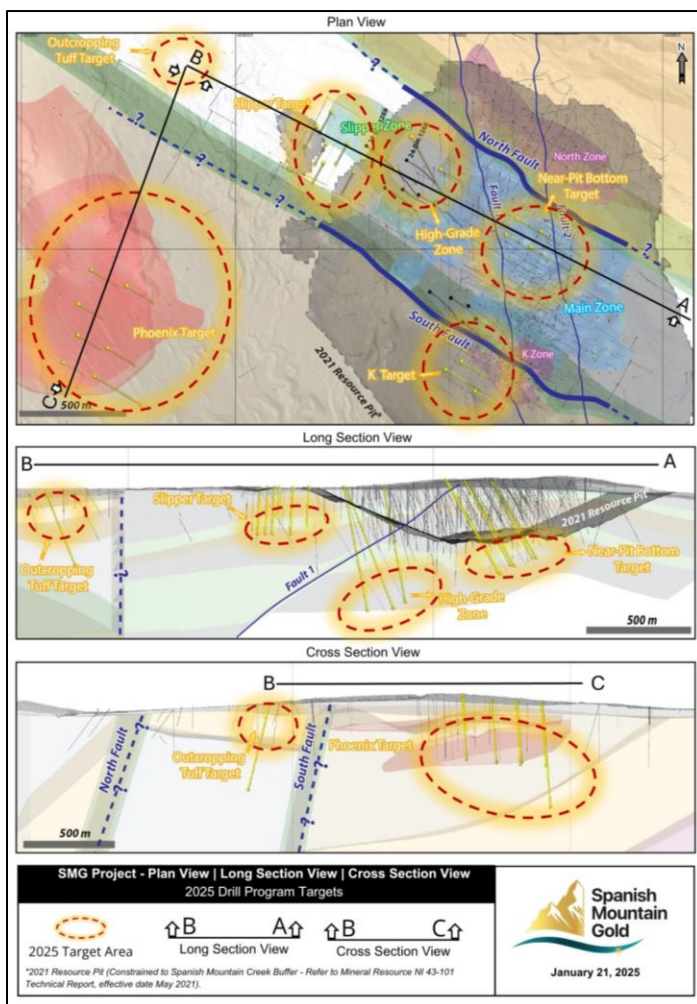 Plan View
Outcropping
Tuff Target
B
N
Slipper Target
Slipper Zone
North Fault
North Zone
Near-Pit Bottom
Target
Fault 1
Fault 2
High-Grade
Zone
A
Phoenix Target
Main Zone
South Fault
K Zone
K Target
2021 Resource Pit*
C
500 m
?
?
?
?
?
?
Long Section View
B
A
Slipper Target
2021 Resource Pit
Outcropping
Tuff Target
?
Fault 1
Near-Pit Bottom
Target
High-Grade
Zone
500 m
Cross Section View
B
C
North Fault
?
?
Outcropping
Tuff Target
South Fault
?
?
Phoenix Target
500 m
SMG Project - Plan View | Long Section View | Cross Section View
2025 Drill Program Targets
2025 Target Area
B A
Long Section View
B C
Cross Section View
*2021 Resource Pit (Constrained to Spanish Mountain Creek Buffer - Refer to Mineral Resource NI 43-101
Technical Report, effective date May 2021).
Spanish
Mountain
Gold
January 21, 2025